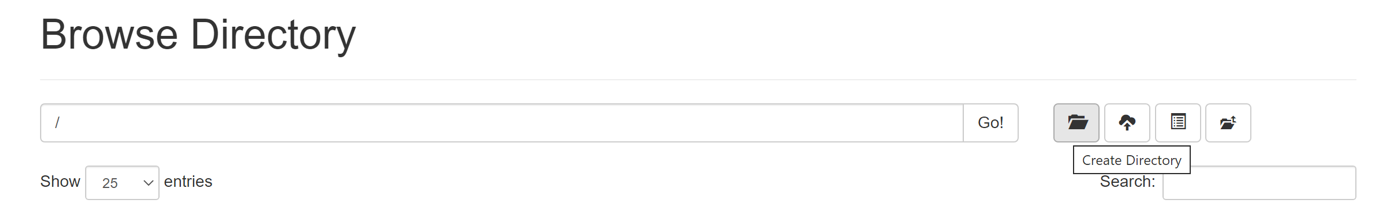 Browse Directory
/ Go!
Create Directory
Show 25 entries Search: